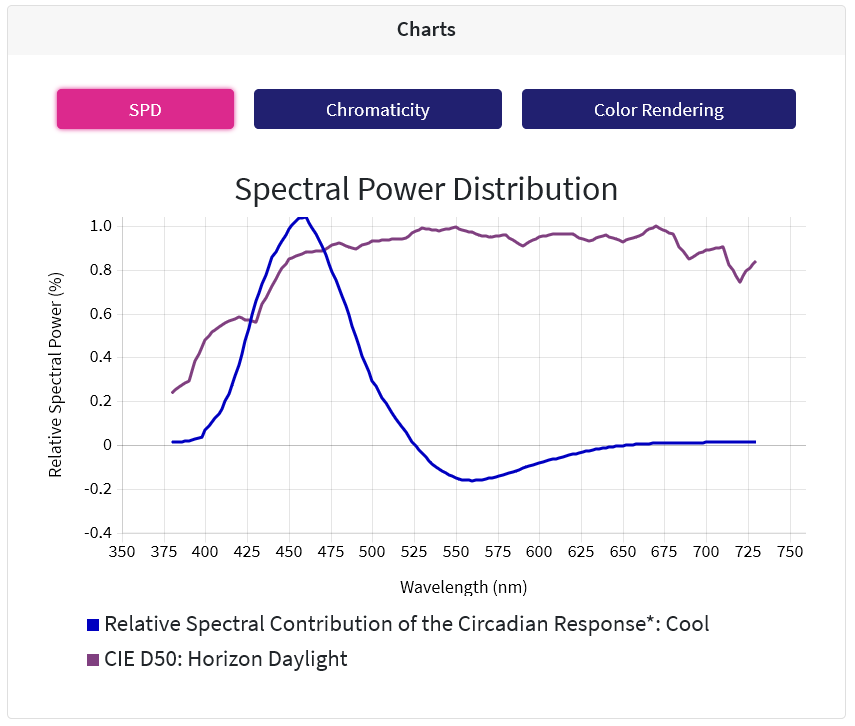 Charts
SPD Chromaticity Color Rendering
Spectral Power Distribution
Relative Spectral Power (%)
1.0
0.8
0.6
0.4
0.2
0
-0.2
-0.4
350 375 400 425 450 475 500 525 550 575 600 625 650 675 700 725 750
Wavelength (nm)
Relative Spectral Contribution of the Circadian Response*: Cool
CIE D50: Horizon Daylight